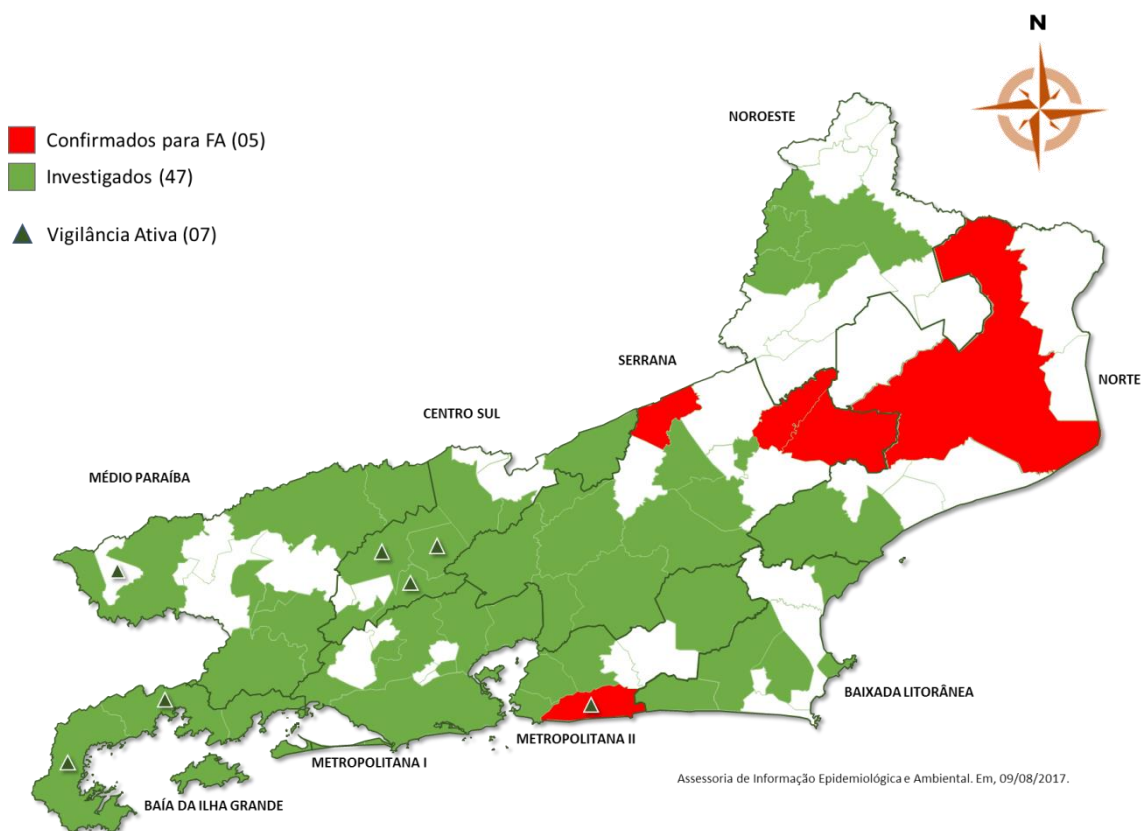 N
NOROESTE
Confirmados para FA (05)
Investigados (47)
Vigilância Ativa (07)
SERRANA
NORTE
CENTRO SUL
MÉDIO PARAÍBA
BAIXADA LITORÂNEA
METROPOLITANA II
METROPOLITANA I
Assessoria de Informação Epidemiológica e Ambiental. Em, 09/08/2017.
BAÍA DA ILHA GRANDE